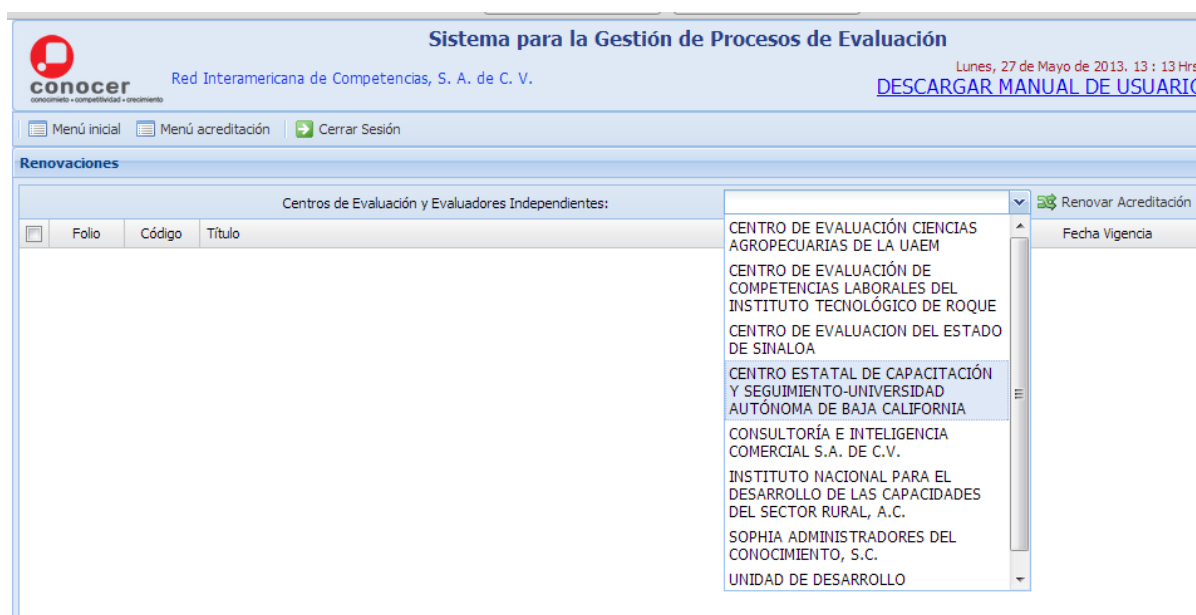 Sistema para la Gestión de Procesos de Evaluación
conocer
conocimiento • competitividad • crecimiento
Red Interamericana de Competencias, S. A. de C. V.
Lunes, 27 de Mayo de 2013. 13 : 13 Hrs
DESCARGAR MANUAL DE USUARIO
Menú inicial Menú acreditación Cerrar Sesión
Renovaciones
Centros de Evaluación y Evaluadores Independientes:
Renovar Acreditación
Folio Código Título Fecha Vigencia
CENTRO DE EVALUACIÓN CIENCIAS
AGROPECUARIAS DE LA UAEM
CENTRO DE EVALUACIÓN DE
COMPETENCIAS LABORALES DEL
INSTITUTO TECNOLÓGICO DE ROQUE
CENTRO DE EVALUACION DEL ESTADO
DE SINALOA
CENTRO ESTATAL DE CAPACITACIÓN
Y SEGUIMIENTO-UNIVERSIDAD
AUTÓNOMA DE BAJA CALIFORNIA
CONSULTORÍA E INTELIGENCIA
COMERCIAL S.A. DE C.V.
INSTITUTO NACIONAL PARA EL
DESARROLLO DE LAS CAPACIDADES
DEL SECTOR RURAL, A.C.
SOPHIA ADMINISTRADORES DEL
CONOCIMIENTO, S.C.
UNIDAD DE DESARROLLO